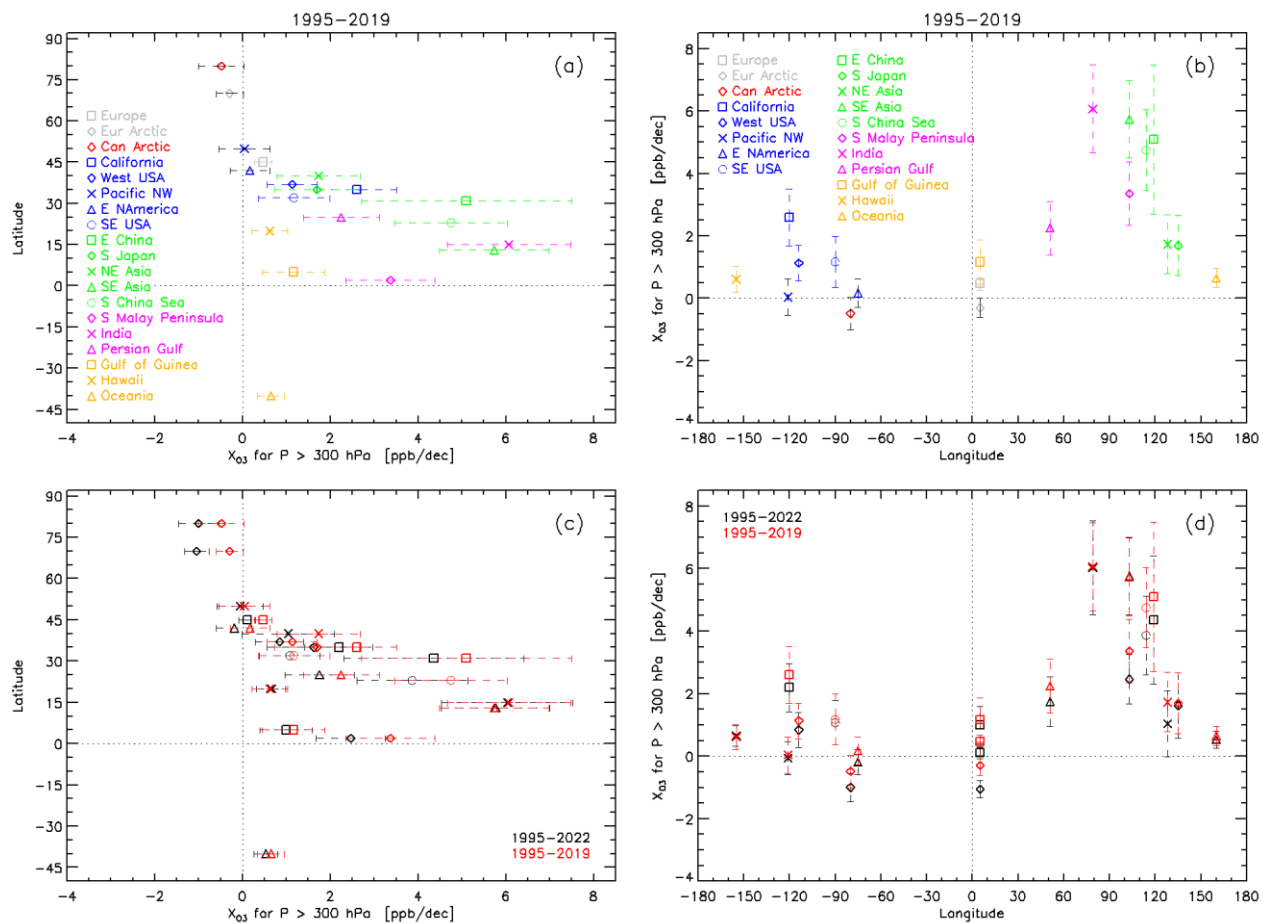 1995-2019
(a)
Latitude
90
75
60
45
30
15
0
-15
-30
-45
Europe
Eur Arctic
Can Arctic
California
West USA
Pacific NW
E NAmerica
SE USA
E China
S Japan
NE Asia
SE Asia
S China Sea
S Malay Peninsula
India
Persian Gulf
Gulf of Guinea
Hawaii
Oceania
-4 -2 0 2 4 6 8
X_O3 for P > 300 hPa [ppb/dec]
1995-2019
(b)
X_O3 for P > 300 hPa [ppb/dec]
8
6
4
2
0
-2
-4
Europe
Eur Arctic
Can Arctic
California
West USA
Pacific NW
E NAmerica
SE USA
E China
S Japan
NE Asia
SE Asia
S China Sea
S Malay Peninsula
India
Persian Gulf
Gulf of Guinea
Hawaii
Oceania
-180 -150 -120 -90 -60 -30 0 30 60 90 120 150 180
Longitude
(c)
Latitude
90
75
60
45
30
15
0
-15
-30
-45
1995-2022
1995-2019
-4 -2 0 2 4 6 8
X_O3 for P > 300 hPa [ppb/dec]
(d)
1995-2022
1995-2019
X_O3 for P > 300 hPa [ppb/dec]
8
6
4
2
0
-2
-4
-180 -150 -120 -90 -60 -30 0 30 60 90 120 150 180
Longitude